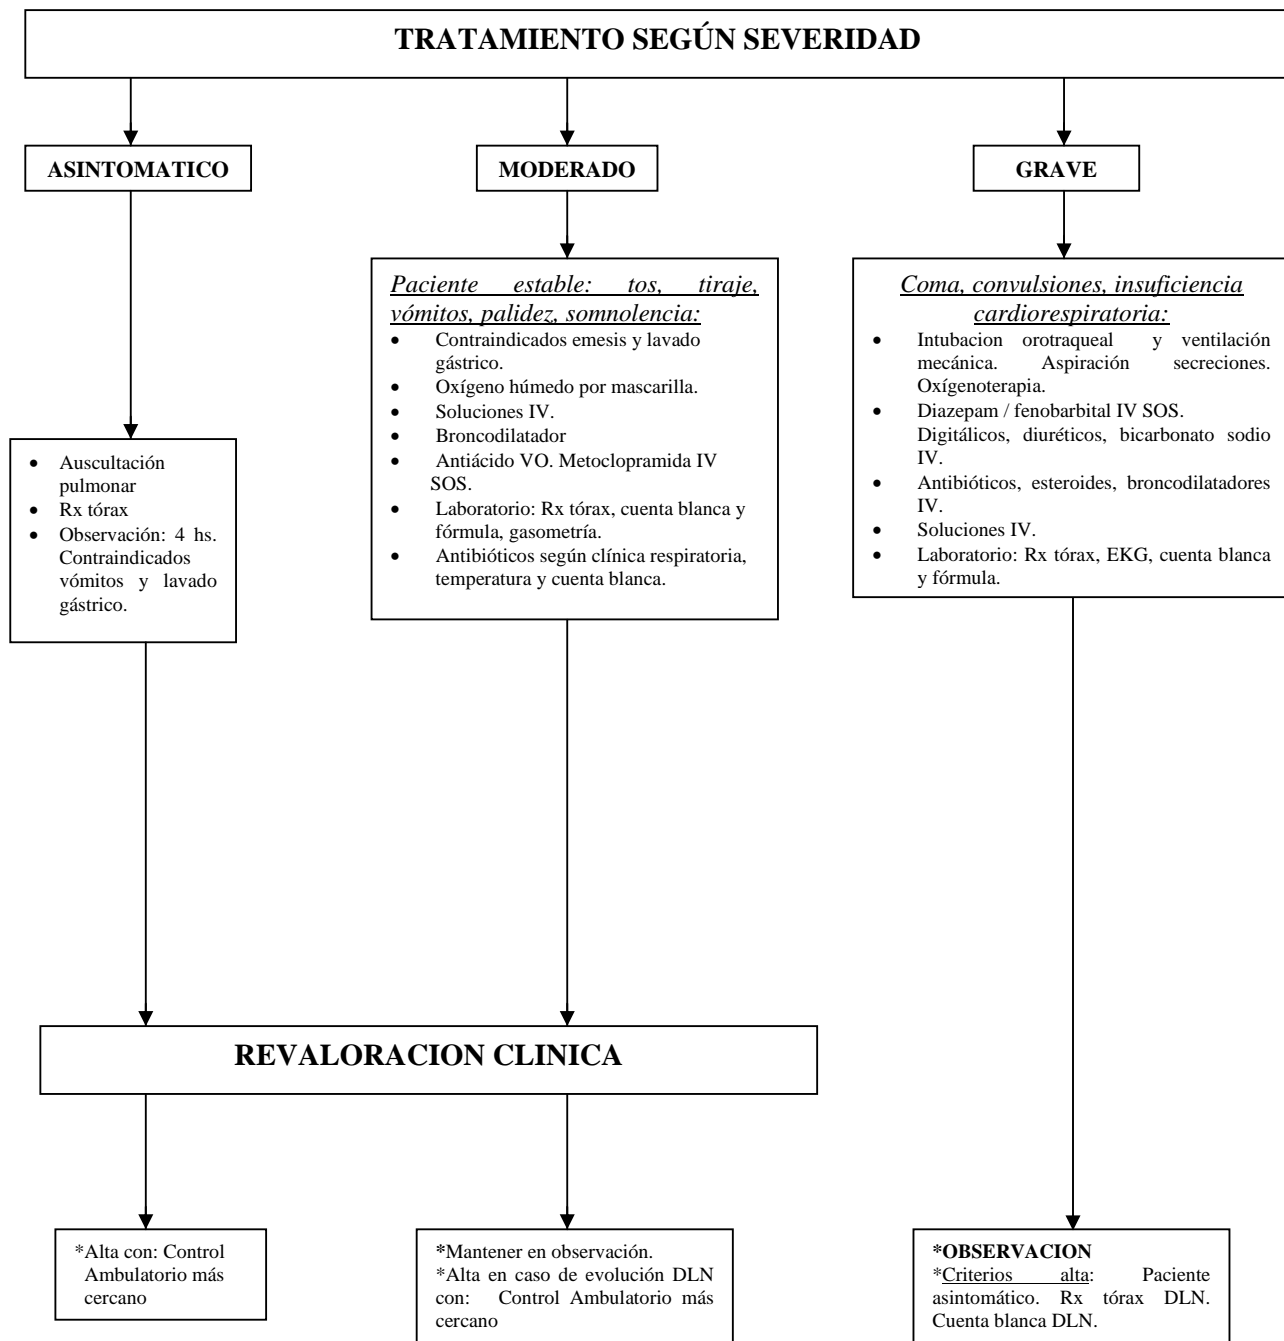 TRATAMIENTO SEGÚN SEVERIDAD
ASINTOMATICO
MODERADO
GRAVE
Paciente estable: tos, tiraje,
vómitos, palidez, somnolencia:
• Contraindicados emesis y lavado
gástrico.
• Oxígeno húmedo por mascarilla.
• Soluciones IV.
• Broncodilatador
• Antiácido VO. Metoclopramida IV
SOS.
• Laboratorio: Rx tórax, cuenta blanca y
fórmula, gasometría.
• Antibióticos según clínica respiratoria,
temperatura y cuenta blanca.
Coma, convulsiones, insuficiencia
cardiorespiratoria:
• Intubacion orotraqueal y ventilación
mecánica. Aspiración secreciones.
Oxígenoterapia.
• Diazepam / fenobarbital IV SOS.
Digitálicos, diuréticos, bicarbonato sodio
IV.
• Antibióticos, esteroides, broncodilatadores
IV.
• Soluciones IV.
• Laboratorio: Rx tórax, EKG, cuenta blanca
y fórmula.
• Auscultación
pulmonar
• Rx tórax
• Observación: 4 hs.
Contraindicados
vómitos y lavado
gástrico.
REVALORACION CLINICA
*Alta con: Control
Ambulatorio más
cercano
*Mantener en observación.
*Alta en caso de evolución DLN
con: Control Ambulatorio más
cercano
*OBSERVACION
*Criterios alta: Paciente
asintomático. Rx tórax DLN.
Cuenta blanca DLN.